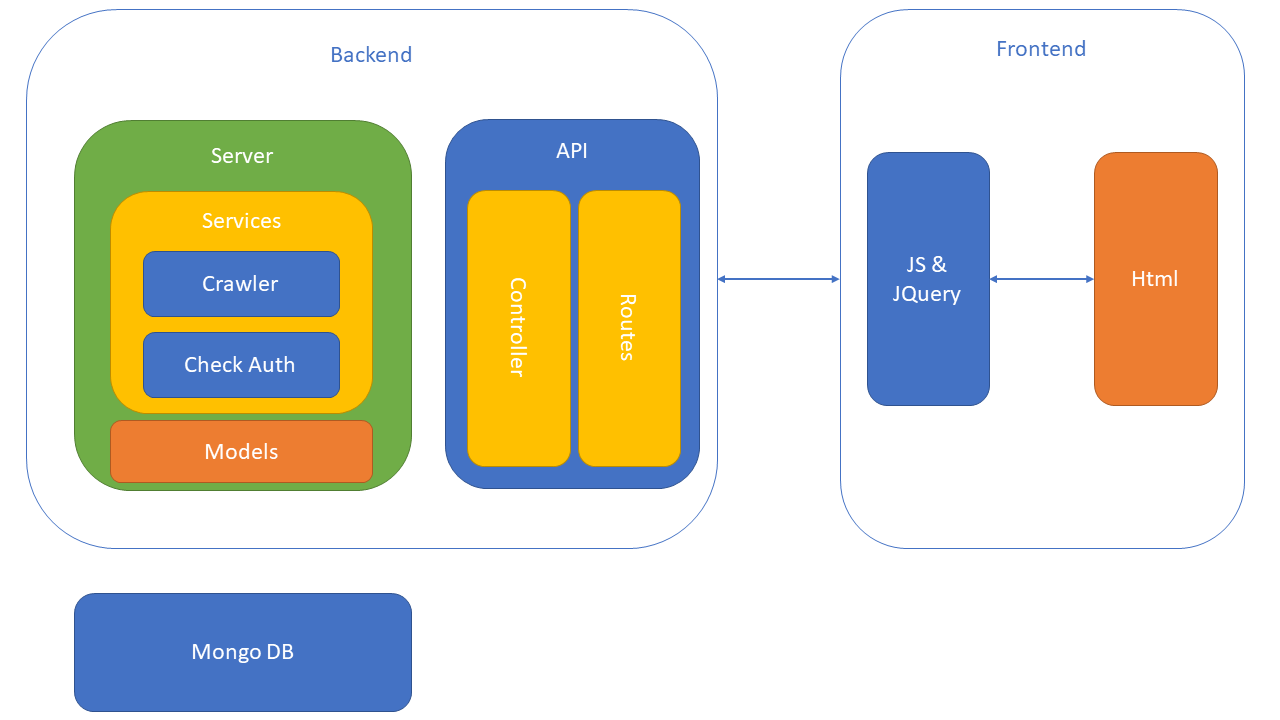 Backend
Frontend
Server
API
Services
Crawler
Check Auth
Models
Controller
Routes
JS &
JQuery
Html
Mongo DB